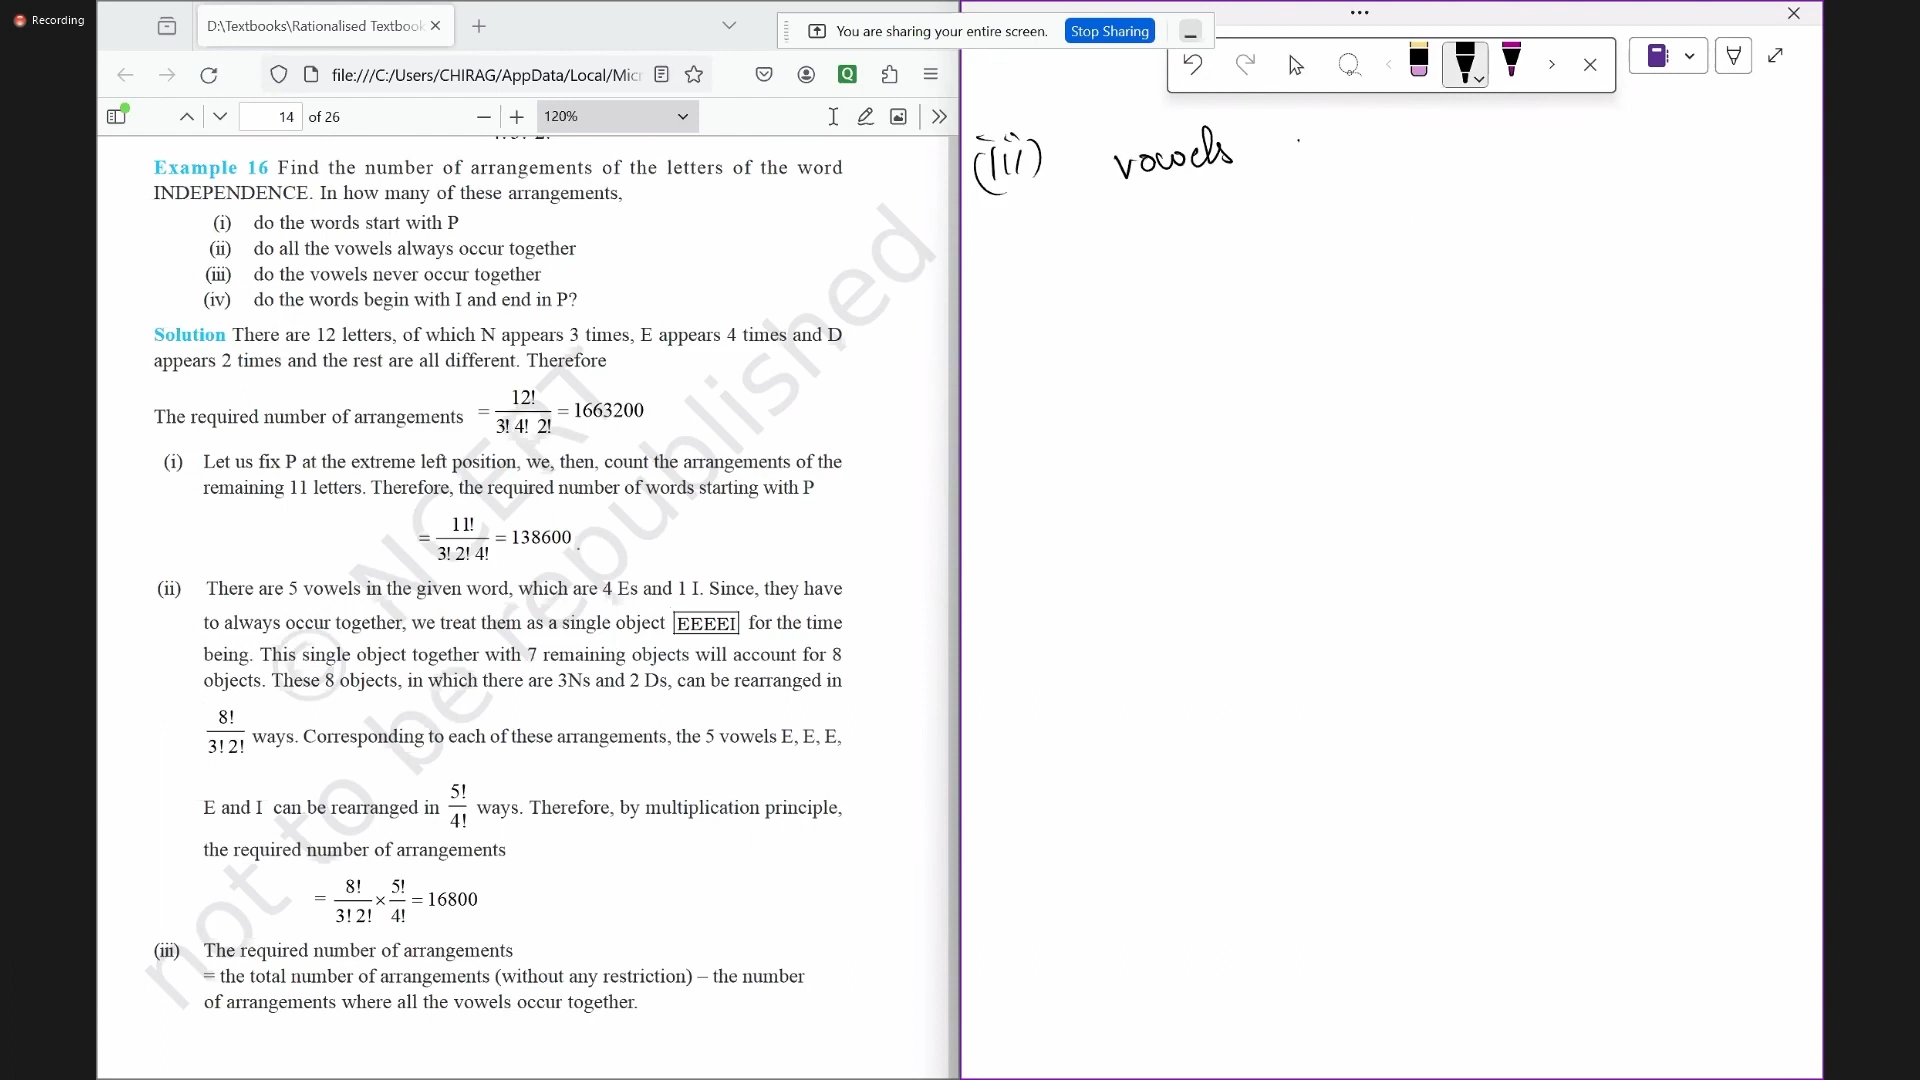 Recording
D:\Textbooks\Rationalised Textbook
You are sharing your entire screen.
Stop Sharing
file:///C:/Users/CHIRAG/AppData/Local/Micr
14 of 26
120%
Example 16 Find the number of arrangements of the letters of the word
INDEPENDENCE. In how many of these arrangements,
(i) do the words start with P
(ii) do all the vowels always occur together
(iii) do the vowels never occur together
(iv) do the words begin with I and end in P?
Solution There are 12 letters, of which N appears 3 times, E appears 4 times and D
appears 2 times and the rest are all different. Therefore
The required number of arrangements = 12!/(3! 4! 2!) = 1663200
(i) Let us fix P at the extreme left position, we, then, count the arrangements of the
remaining 11 letters. Therefore, the required number of words starting with P
= 11!/(3! 2! 4!) = 138600.
(ii) There are 5 vowels in the given word, which are 4 Es and 1 I. Since, they have
to always occur together, we treat them as a single object EEEEI for the time
being. This single object together with 7 remaining objects will account for 8
objects. These 8 objects, in which there are 3Ns and 2 Ds, can be rearranged in
8!/(3! 2!) ways. Corresponding to each of these arrangements, the 5 vowels E, E, E,
E and I can be rearranged in 5!/4! ways. Therefore, by multiplication principle,
the required number of arrangements
= 8!/(3! 2!) × 5!/4! = 16800
(iii) The required number of arrangements
= the total number of arrangements (without any restriction) – the number
of arrangements where all the vowels occur together.
© NCERT
not to be republished
(iii) vowels